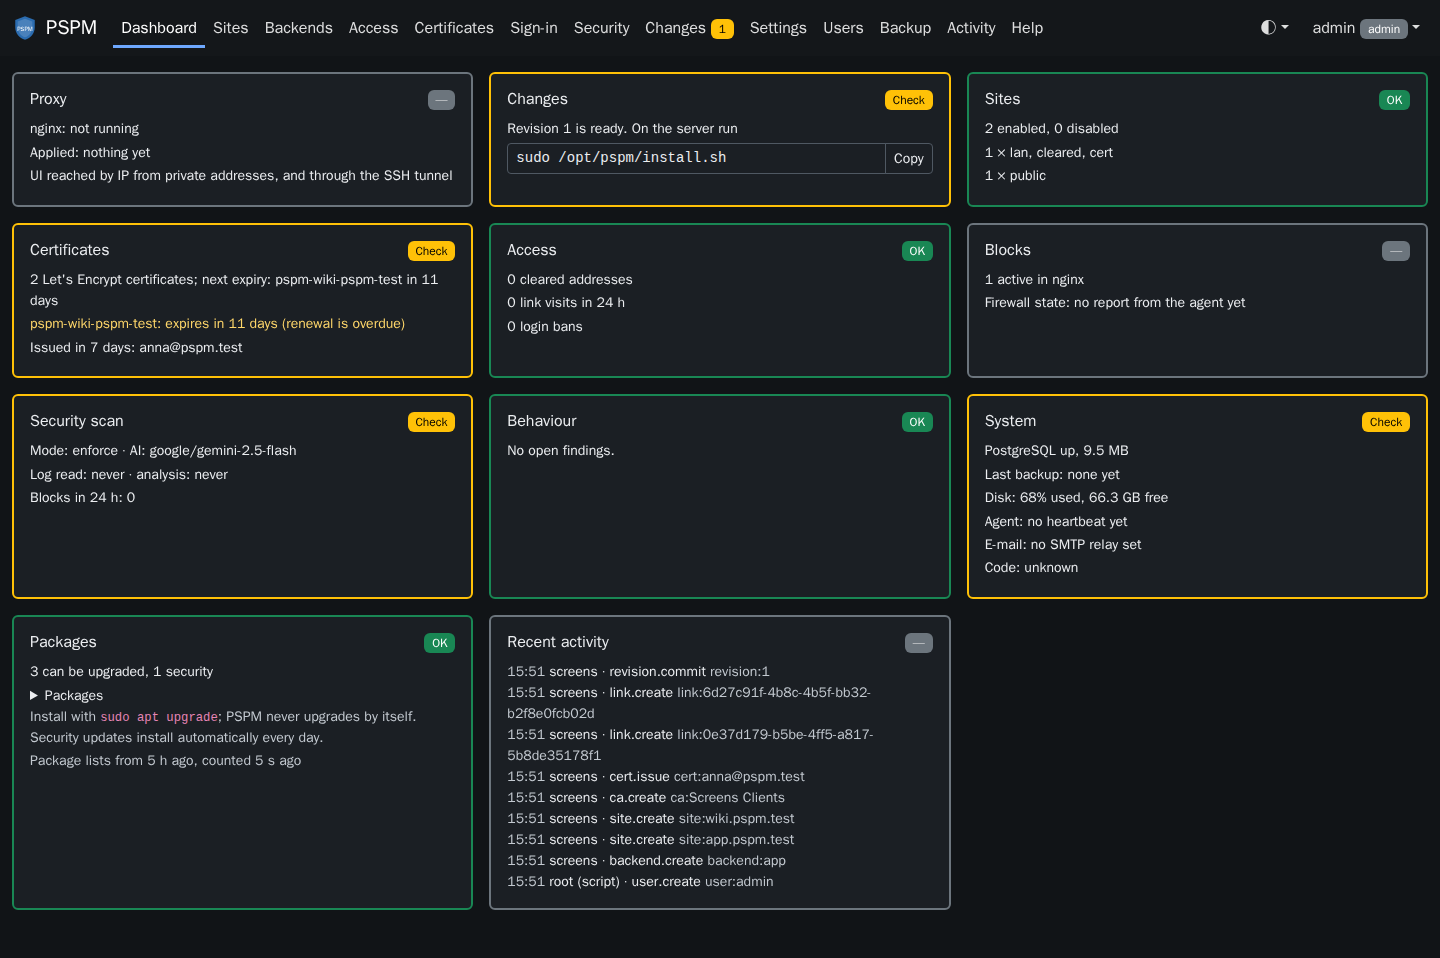 PSPM Dashboard Sites Backends Access Certificates Sign-in Security Changes 1 Settings Users Backup Activity Help admin admin
Proxy —
nginx: not running
Applied: nothing yet
UI reached by IP from private addresses, and through the SSH tunnel
Changes Check
Revision 1 is ready. On the server run
sudo /opt/pspm/install.sh Copy
Sites OK
2 enabled, 0 disabled
1 × lan, cleared, cert
1 × public
Certificates Check
2 Let's Encrypt certificates; next expiry: pspm-wiki-pspm-test in 11
days
pspm-wiki-pspm-test: expires in 11 days (renewal is overdue)
Issued in 7 days: anna@pspm.test
Access OK
0 cleared addresses
0 link visits in 24 h
0 login bans
Blocks —
1 active in nginx
Firewall state: no report from the agent yet
Security scan Check
Mode: enforce · AI: google/gemini-2.5-flash
Log read: never · analysis: never
Blocks in 24 h: 0
Behaviour OK
No open findings.
System Check
PostgreSQL up, 9.5 MB
Last backup: none yet
Disk: 68% used, 66.3 GB free
Agent: no heartbeat yet
E-mail: no SMTP relay set
Code: unknown
Packages OK
3 can be upgraded, 1 security
▶ Packages
Install with sudo apt upgrade; PSPM never upgrades by itself.
Security updates install automatically every day.
Package lists from 5 h ago, counted 5 s ago
Recent activity —
15:51 screens · revision.commit revision:1
15:51 screens · link.create link:6d27c91f-4b8c-4b5f-bb32-
b2f8e0fcb02d
15:51 screens · link.create link:0e37d179-b5be-4ff5-a817-
5b8de35178f1
15:51 screens · cert.issue cert:anna@pspm.test
15:51 screens · ca.create ca:Screens Clients
15:51 screens · site.create site:wiki.pspm.test
15:51 screens · site.create site:app.pspm.test
15:51 screens · backend.create backend:app
15:51 root (script) · user.create user:admin